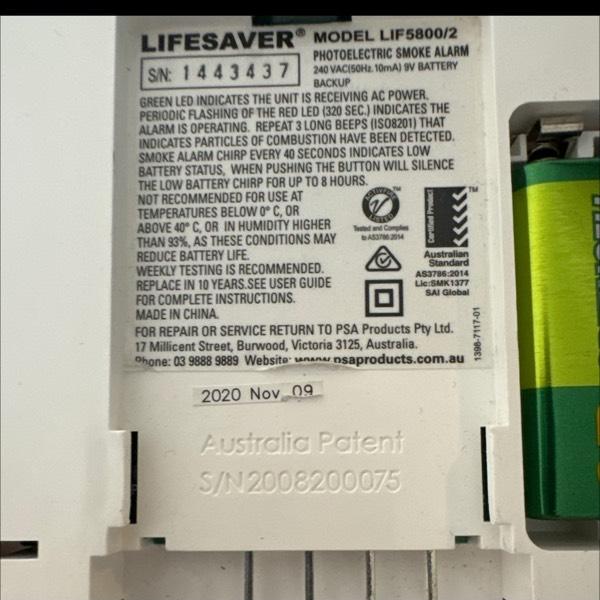 LIFESAVER® MODEL LIF5800/2
PHOTOELECTRIC SMOKE ALARM
S/N: 1443437
240 VAC(50Hz.10mA) 9V BATTERY
BACKUP
GREEN LED INDICATES THE UNIT IS RECEIVING AC POWER.
PERIODIC FLASHING OF THE RED LED (320 SEC.) INDICATES THE
ALARM IS OPERATING. REPEAT 3 LONG BEEPS (ISO8201) THAT
INDICATES PARTICLES OF COMBUSTION HAVE BEEN DETECTED.
SMOKE ALARM CHIRP EVERY 40 SECONDS INDICATES LOW
BATTERY STATUS, WHEN PUSHING THE BUTTON WILL SILENCE
THE LOW BATTERY CHIRP FOR UP TO 8 HOURS.
NOT RECOMMENDED FOR USE AT
TEMPERATURES BELOW 0° C, OR
ABOVE 40° C, OR IN HUMIDITY HIGHER
THAN 93%, AS THESE CONDITIONS MAY
REDUCE BATTERY LIFE.
WEEKLY TESTING IS RECOMMENDED.
REPLACE IN 10 YEARS.SEE USER GUIDE
FOR COMPLETE INSTRUCTIONS.
MADE IN CHINA.
ACTIVFIRE
LISTED
TM
Tested and Complies
to AS3786:2014
Certified Product
TM
Australian
Standard
AS3786:2014
Lic:SMK1377
SAI Global
FOR REPAIR OR SERVICE RETURN TO PSA Products Pty Ltd.
17 Millicent Street, Burwood, Victoria 3125, Australia.
Phone: 03 9888 9889 Website: www.psaproducts.com.au
1398-7117-01
2020 Nov 09
Australia Patent
S/N2008200075